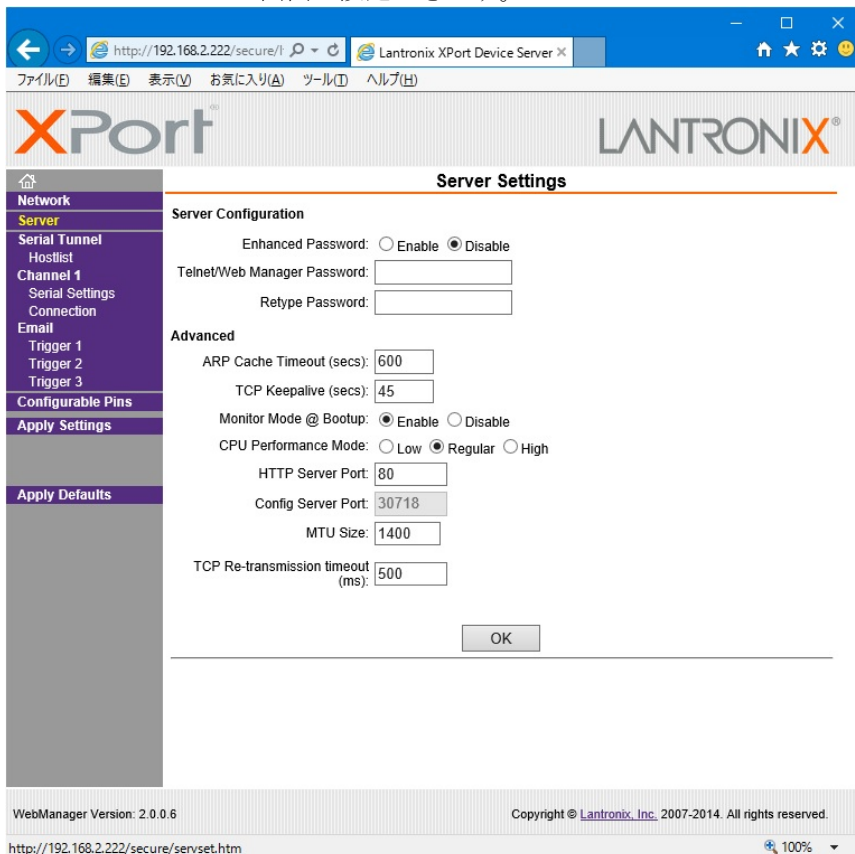 http://192.168.2.222/secure/l
Lantronix XPort Device Server
ファイル(F) 編集(E) 表示(V) お気に入り(A) ツール(T) ヘルプ(H)
XPort®
LANTRONIX®
Server Settings
Network
Server
Serial Tunnel
Hostlist
Channel 1
Serial Settings
Connection
Email
Trigger 1
Trigger 2
Trigger 3
Configurable Pins
Apply Settings
Apply Defaults
Server Configuration
Enhanced Password: Enable Disable
Telnet/Web Manager Password:
Retype Password:
Advanced
ARP Cache Timeout (secs): 600
TCP Keepalive (secs): 45
Monitor Mode @ Bootup: Enable Disable
CPU Performance Mode: Low Regular High
HTTP Server Port: 80
Config Server Port: 30718
MTU Size: 1400
TCP Re-transmission timeout
(ms): 500
OK
WebManager Version: 2.0.0.6
Copyright © Lantronix, Inc. 2007-2014. All rights reserved.
http://192.168.2.222/secure/servset.htm
100%